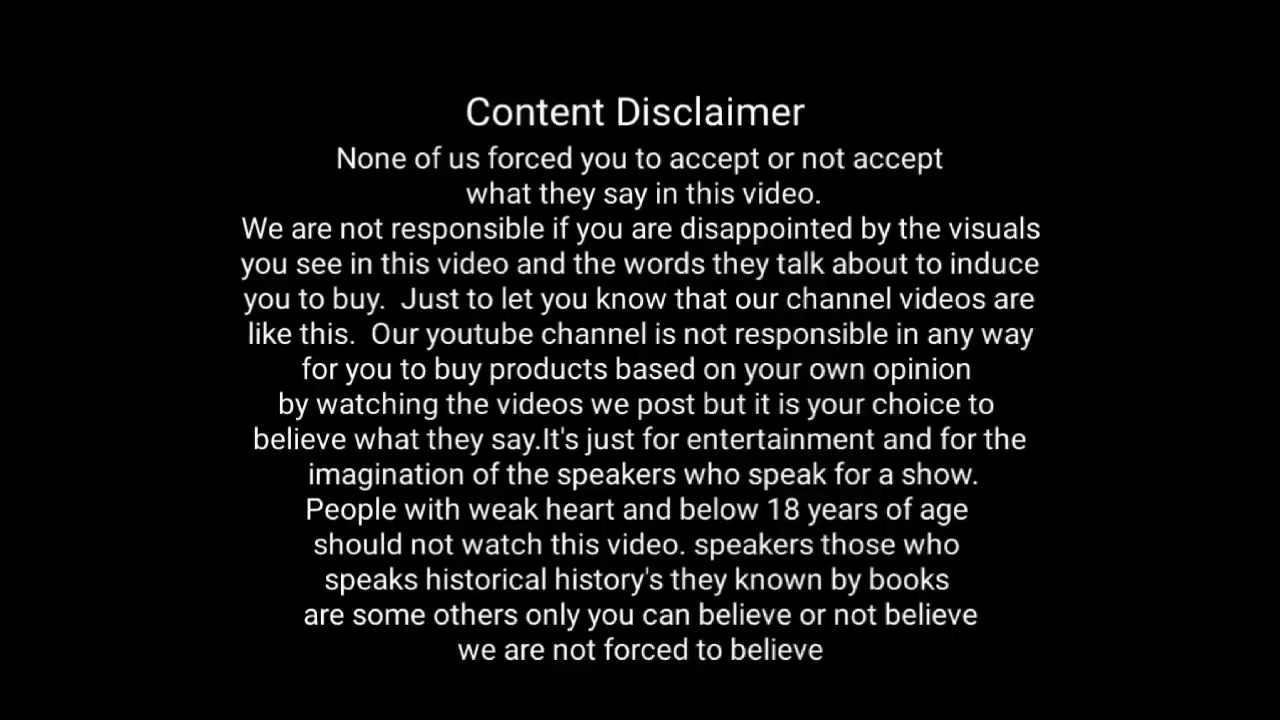 Content Disclaimer
None of us forced you to accept or not accept
what they say in this video.
We are not responsible if you are disappointed by the visuals
you see in this video and the words they talk about to induce
you to buy.  Just to let you know that our channel videos are
like this.  Our youtube channel is not responsible in any way
for you to buy products based on your own opinion
by watching the videos we post but it is your choice to
believe what they say.It's just for entertainment and for the
imagination of the speakers who speak for a show.
People with weak heart and below 18 years of age
should not watch this video. speakers those who
speaks historical history's they known by books
are some others only you can believe or not believe
we are not forced to believe